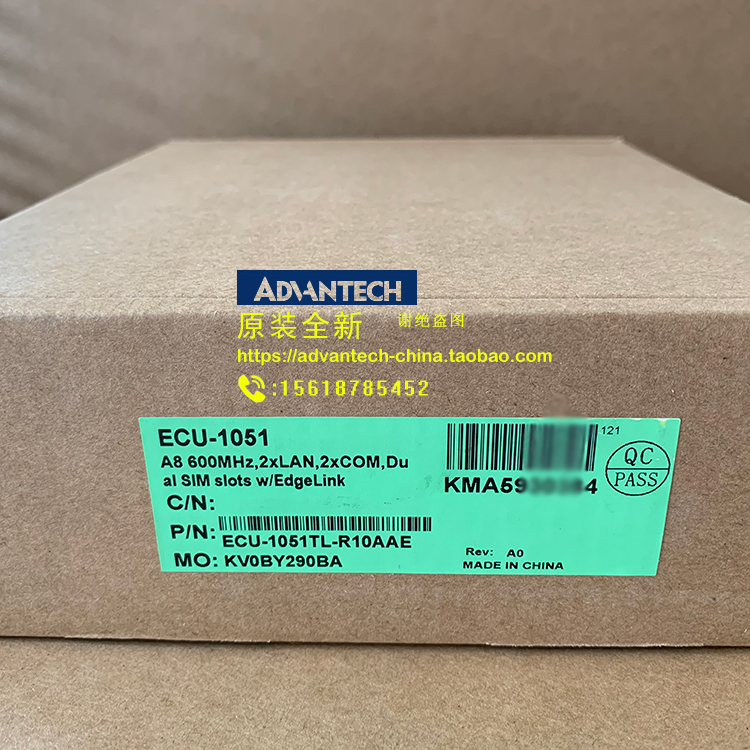 ADVANTECH
原装全新 谢绝盗图
https://advantech-china.taobao.com
:15618785452
ECU-1051
A8 600MHz,2xLAN,2xCOM,Du
al SIM slots w/EdgeLink
C/N:
P/N:
ECU-1051TL-R10AAE
MO: KV0BY290BA
121
QC
PASS
Rev: A0
MADE IN CHINA